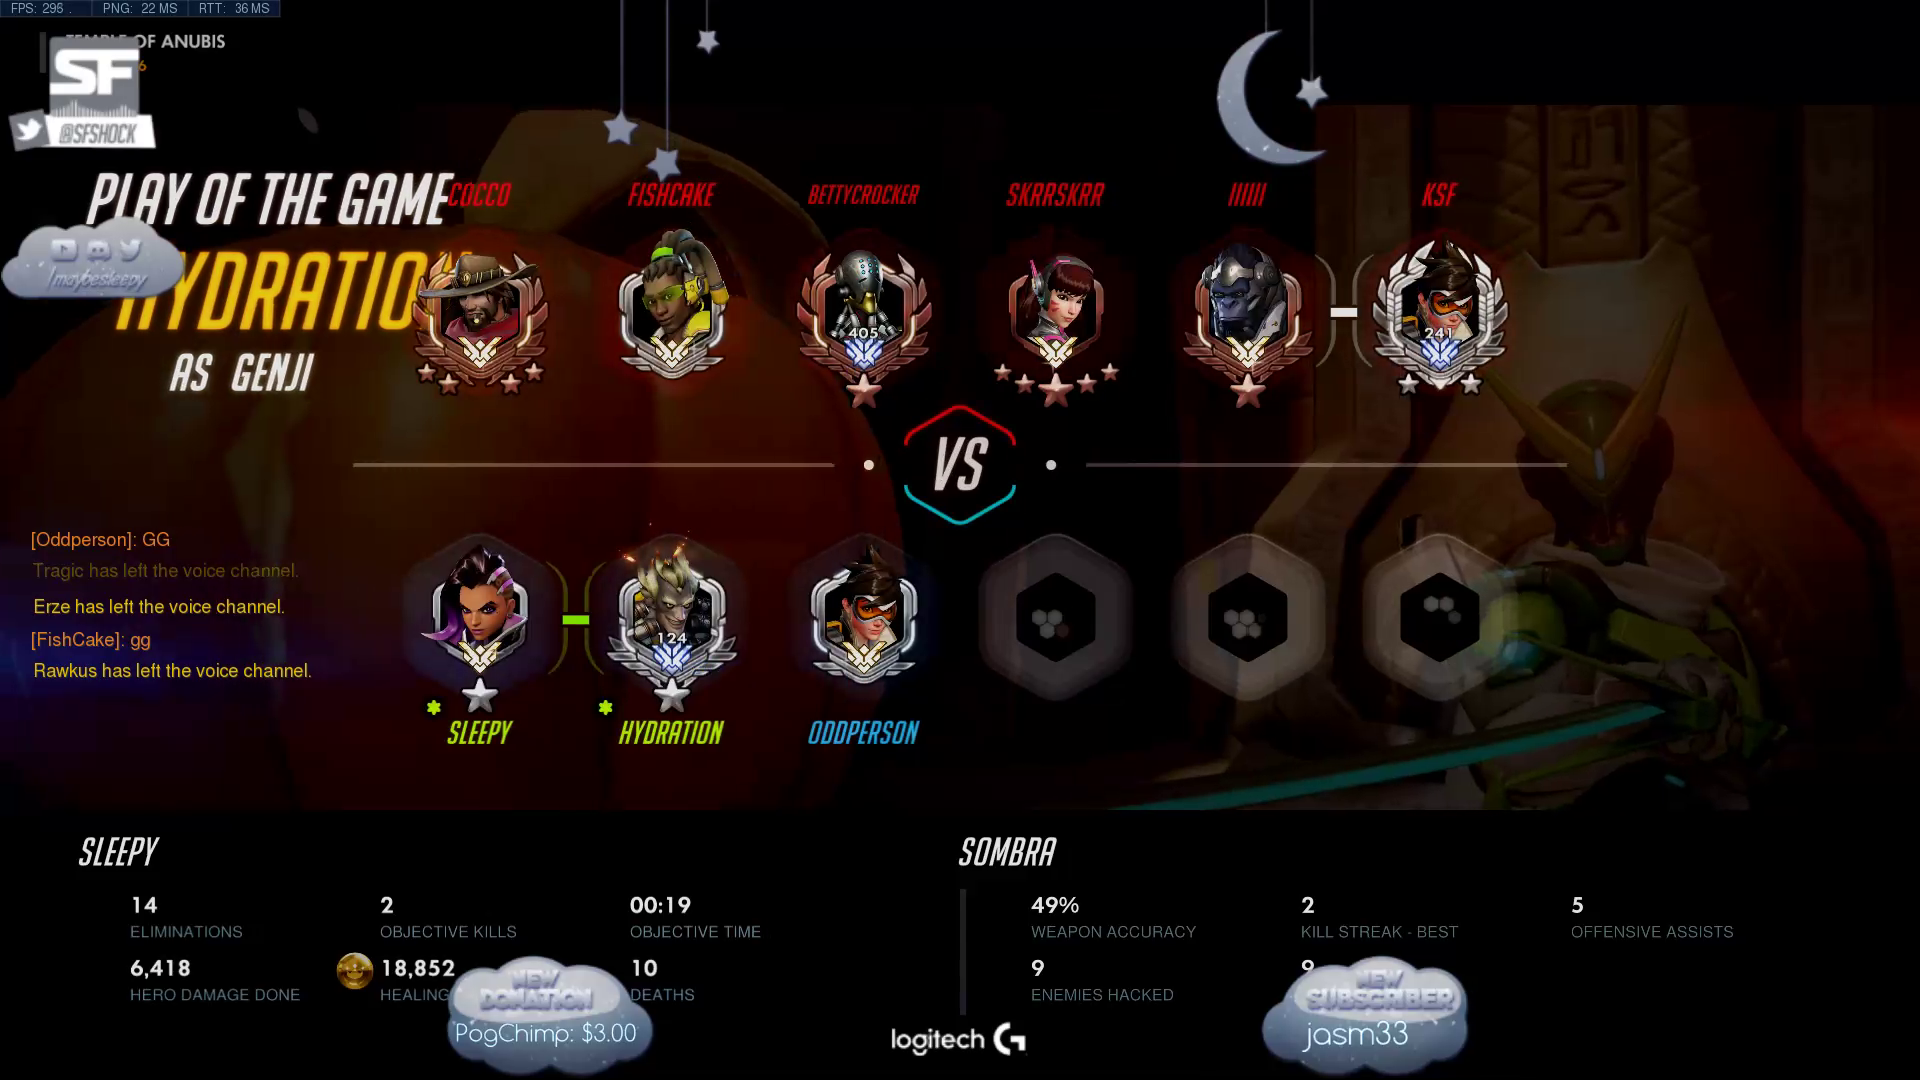 FPS: 295 . PNG: 22 MS RTT: 36 MS
OF ANUBIS
SF
@SFSHOCK
PLAY OF THE GAME
HYDRATION
AS GENJI
/maybesleepy
COCCO FISHCAKE BETTYCROCKER SKRRSKRR IIIIII KSF
405 241
VS
[Oddperson]: GG
Tragic has left the voice channel.
Erze has left the voice channel.
[FishCake]: gg
Rawkus has left the voice channel.
124
SLEEPY HYDRATION ODDPERSON
SLEEPY SOMBRA
14 2 00:19 49% 2 5
ELIMINATIONS OBJECTIVE KILLS OBJECTIVE TIME WEAPON ACCURACY KILL STREAK - BEST OFFENSIVE ASSISTS
6,418 18,852 10 9
HERO DAMAGE DONE HEALING DEATHS ENEMIES HACKED
NEW DONATION
PogChimp: $3.00
logitech G
NEW SUBSCRIBER
jasm33